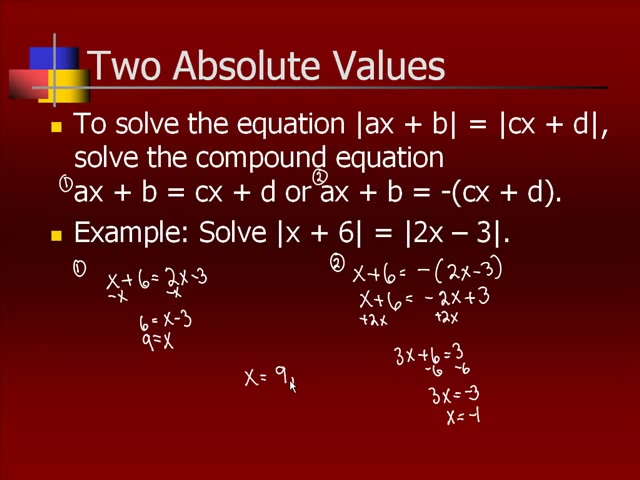 Two Absolute Values
To solve the equation |ax + b| = |cx + d|,
solve the compound equation
① ax + b = cx + d or ② ax + b = -(cx + d).
Example: Solve |x + 6| = |2x – 3|.
①
x+6 = 2x-3
-x -x
6 = x-3
9 = x
②
x+6 = -(2x-3)
x+6 = -2x+3
+2x +2x
3x+6 = 3
-6 -6
3x = -3
x = -1
x = 9,